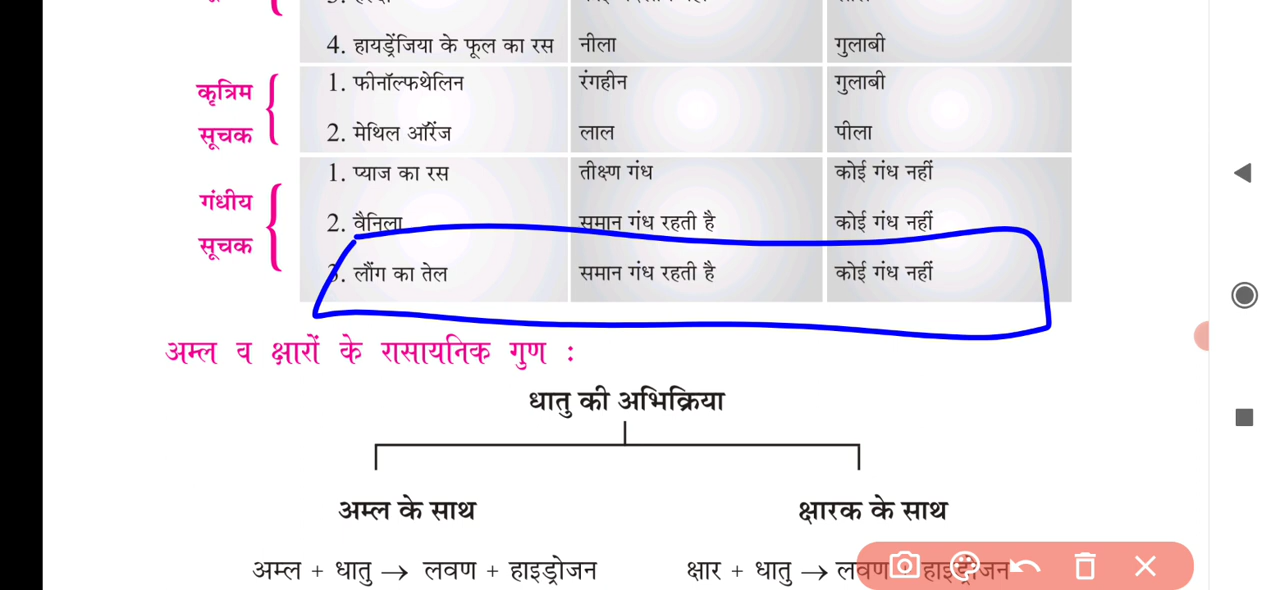 4. हायड्रेंजिया के फूल का रस नीला गुलाबी
कृत्रिम सूचक
1. फीनॉल्फथेलिन रंगहीन गुलाबी
2. मेथिल ऑरेंज लाल पीला
गंधीय सूचक
1. प्याज का रस तीक्ष्ण गंध कोई गंध नहीं
2. वैनिला समान गंध रहती है कोई गंध नहीं
3. लौंग का तेल समान गंध रहती है कोई गंध नहीं
अम्ल व क्षारों के रासायनिक गुण :
धातु की अभिक्रिया
अम्ल के साथ क्षारक के साथ
अम्ल + धातु → लवण + हाइड्रोजन क्षार + धातु → लवण + हाइड्रोजन